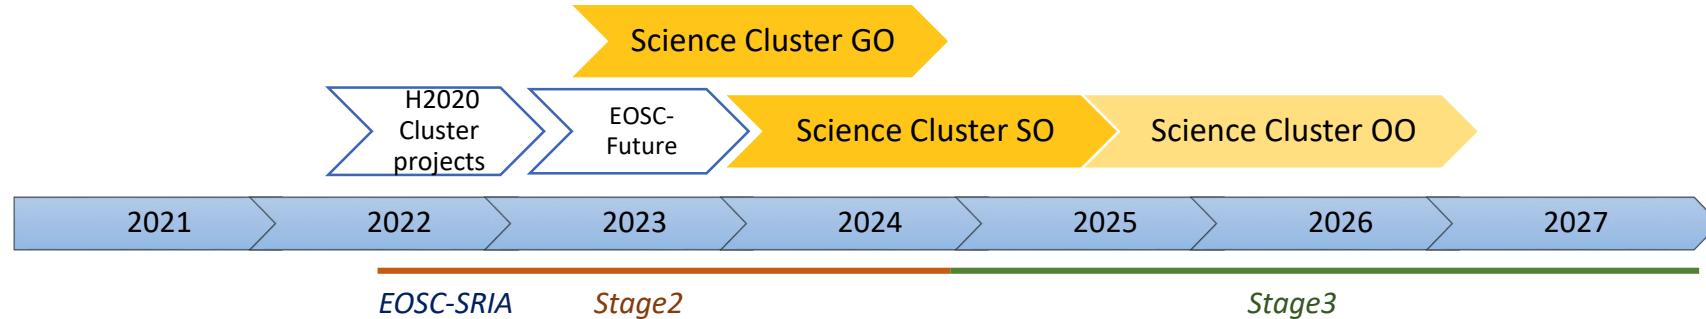 Science Cluster GO
H2020
Cluster
projects
EOSC-
Future
Science Cluster SO
Science Cluster OO
2021
2022
2023
2024
2025
2026
2027
EOSC-SRIA
Stage2
Stage3